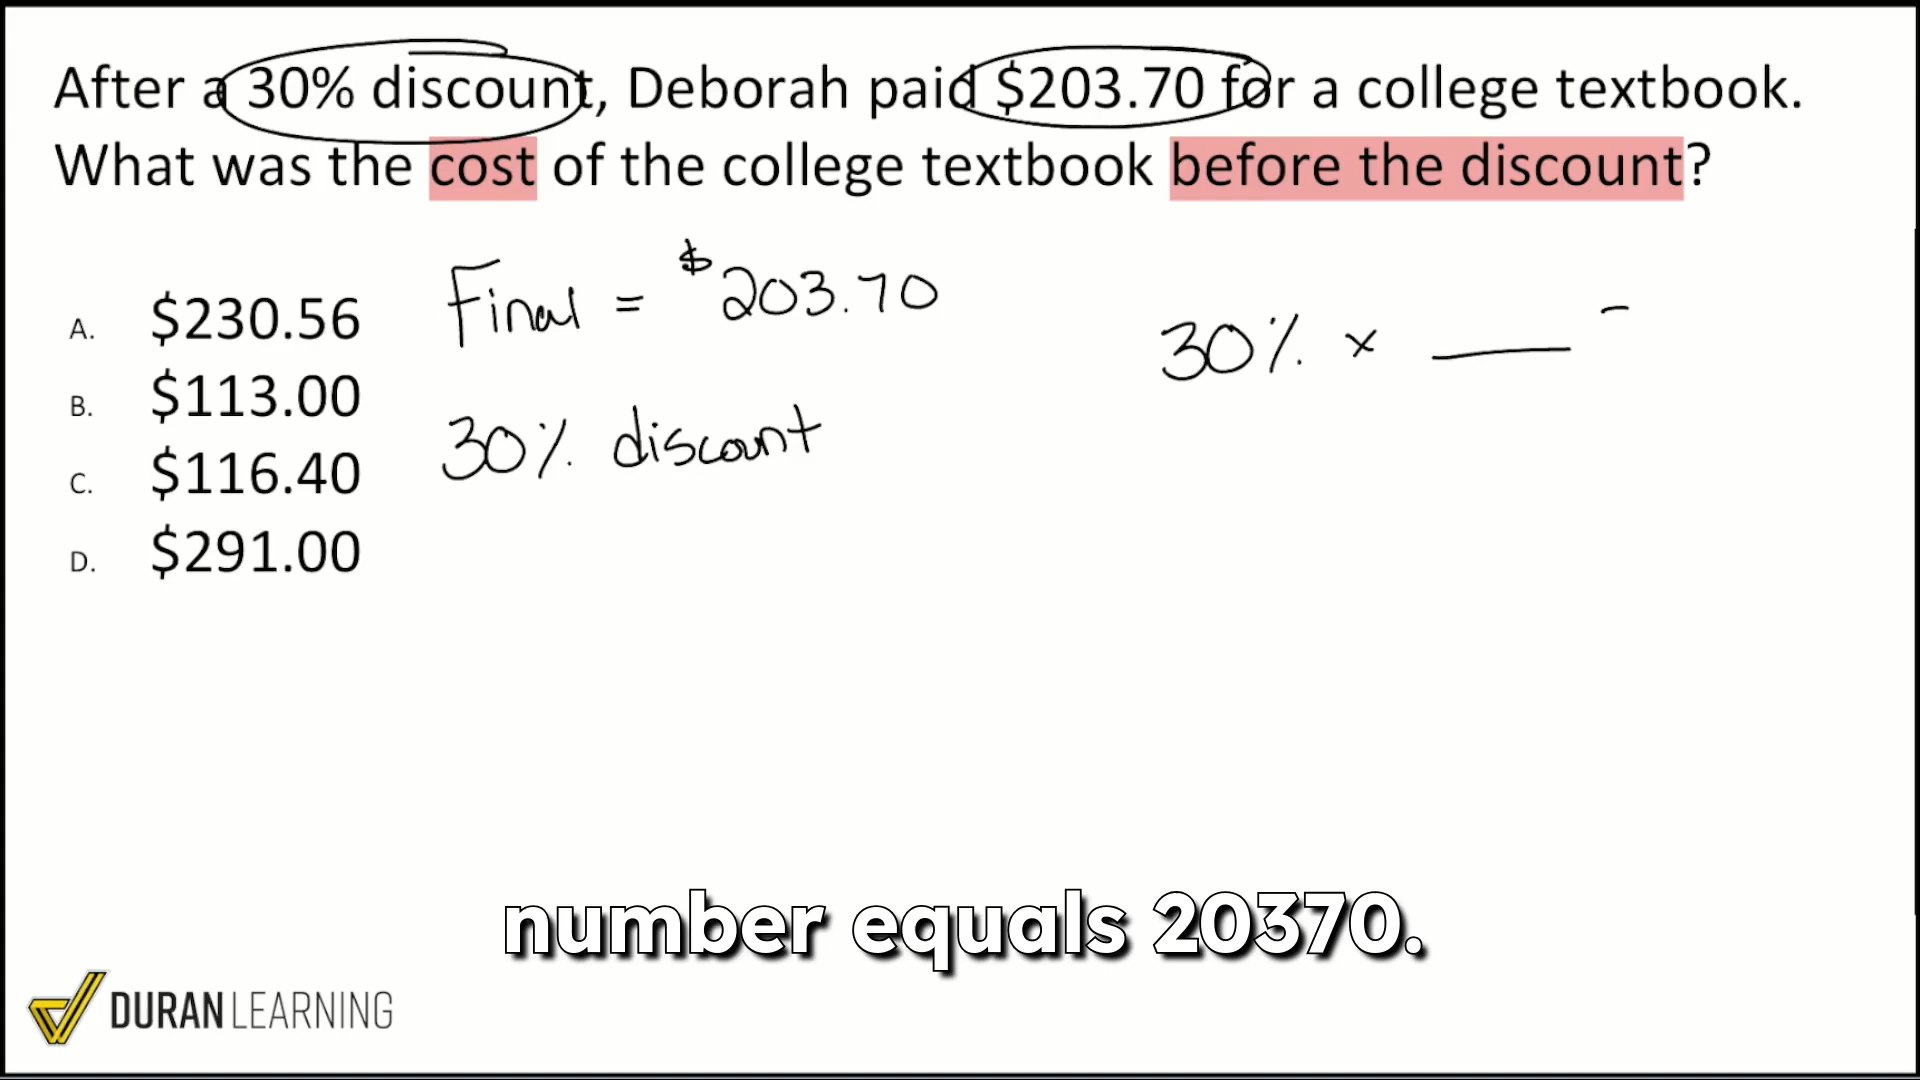 After a 30% discount, Deborah paid $203.70 for a college textbook.
What was the cost of the college textbook before the discount?
Final = $203.70
30% × ___ -
A. $230.56
B. $113.00
30% discount
C. $116.40
D. $291.00
number equals 20370.
DURAN LEARNING